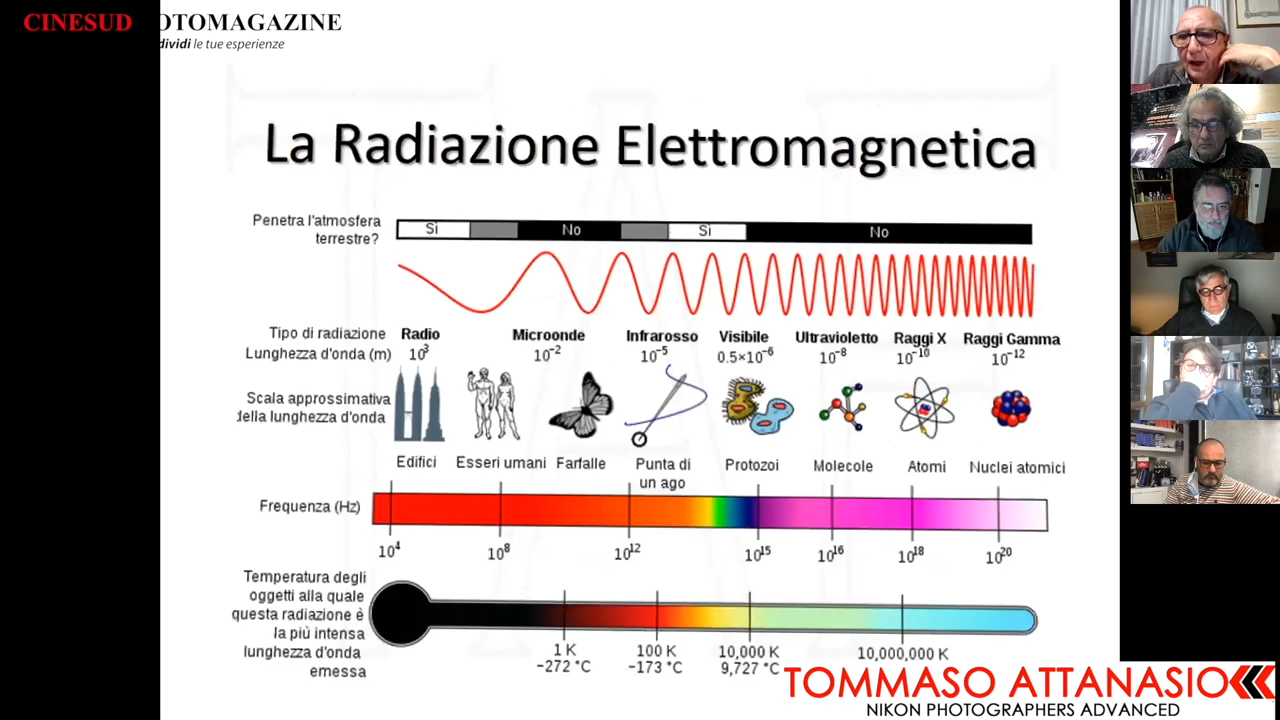 CINESUD OTOMAGAZINE
dividi le tue esperienze
La Radiazione Elettromagnetica
Penetra l'atmosfera
terrestre?
Sì No Sì No
Tipo di radiazione Radio Microonde Infrarosso Visibile Ultravioletto Raggi X Raggi Gamma
Lunghezza d'onda (m) 10³ 10⁻² 10⁻⁵ 0.5×10⁻⁶ 10⁻⁸ 10⁻¹⁰ 10⁻¹²
Scala approssimativa
della lunghezza d'onda
Edifici Esseri umani Farfalle Punta di Protozoi Molecole Atomi Nuclei atomici
un ago
Frequenza (Hz)
10⁴ 10⁸ 10¹² 10¹⁵ 10¹⁶ 10¹⁸ 10²⁰
Temperatura degli
oggetti alla quale
questa radiazione è
la più intensa
lunghezza d'onda
emessa
1 K 100 K 10,000 K 10,000,000 K
−272 °C −173 °C 9,727 °C
TOMMASO ATTANASIO
NIKON PHOTOGRAPHERS ADVANCED